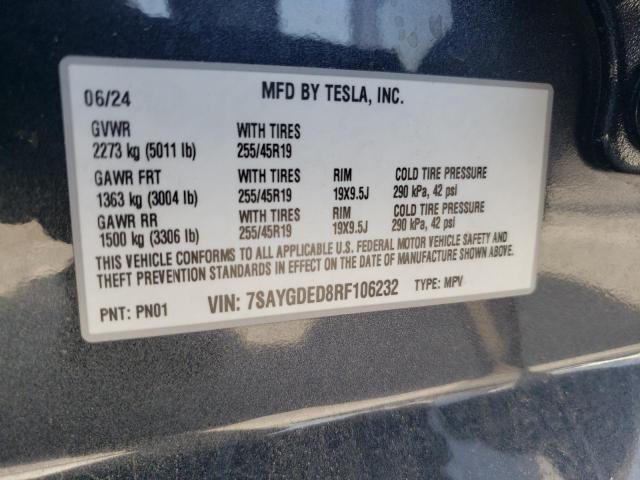 06/24 MFD BY TESLA, INC.
GVWR WITH TIRES
2273 kg (5011 lb) 255/45R19
GAWR FRT WITH TIRES RIM COLD TIRE PRESSURE
1363 kg (3004 lb) 255/45R19 19X9.5J 290 kPa, 42 psi
GAWR RR WITH TIRES RIM COLD TIRE PRESSURE
1500 kg (3306 lb) 255/45R19 19X9.5J 290 kPa, 42 psi
THIS VEHICLE CONFORMS TO ALL APPLICABLE U.S. FEDERAL MOTOR VEHICLE SAFETY AND
THEFT PREVENTION STANDARDS IN EFFECT ON THE DATE OF MANUFACTURE SHOWN ABOVE.
PNT: PN01 VIN: 7SAYGDED8RF106232 TYPE: MPV